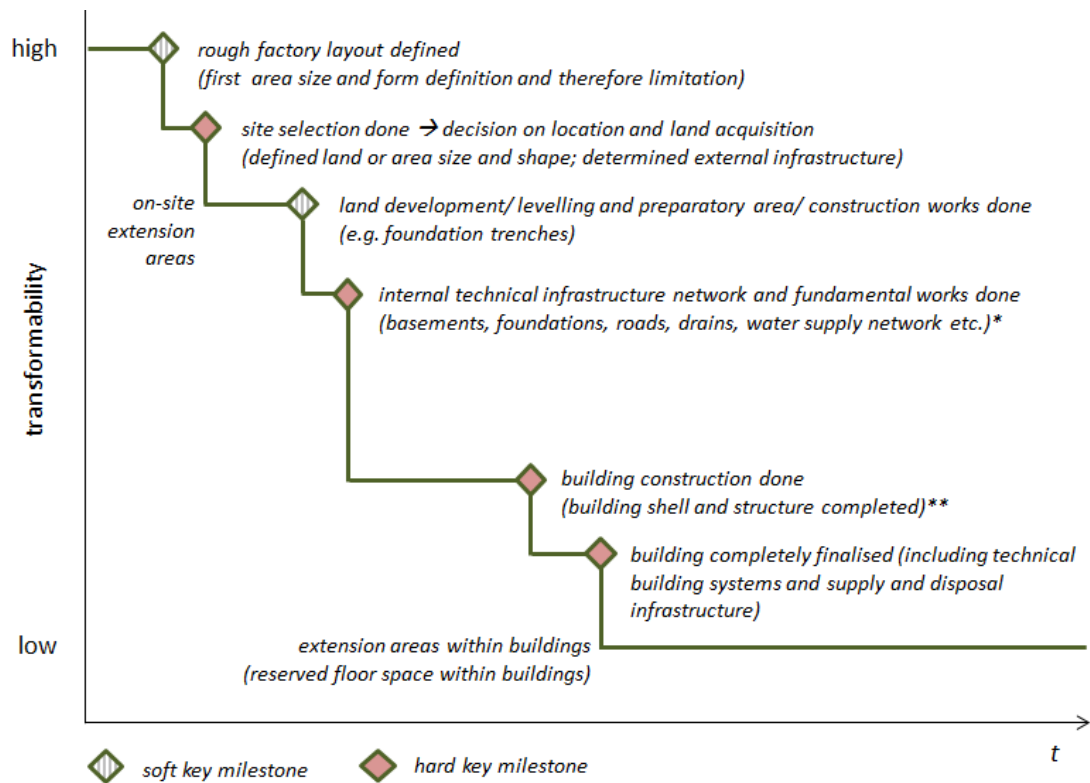 high
rough factory layout defined
(first area size and form definition and therefore limitation)
site selection done → decision on location and land acquisition
(defined land or area size and shape; determined external infrastructure)
on-site
extension
areas
land development/ levelling and preparatory area/ construction works done
(e.g. foundation trenches)
transformability
internal technical infrastructure network and fundamental works done
(basements, foundations, roads, drains, water supply network etc.)*
building construction done
(building shell and structure completed)**
building completely finalised (including technical
building systems and supply and disposal
infrastructure)
low
extension areas within buildings
(reserved floor space within buildings)
t
soft key milestone
hard key milestone